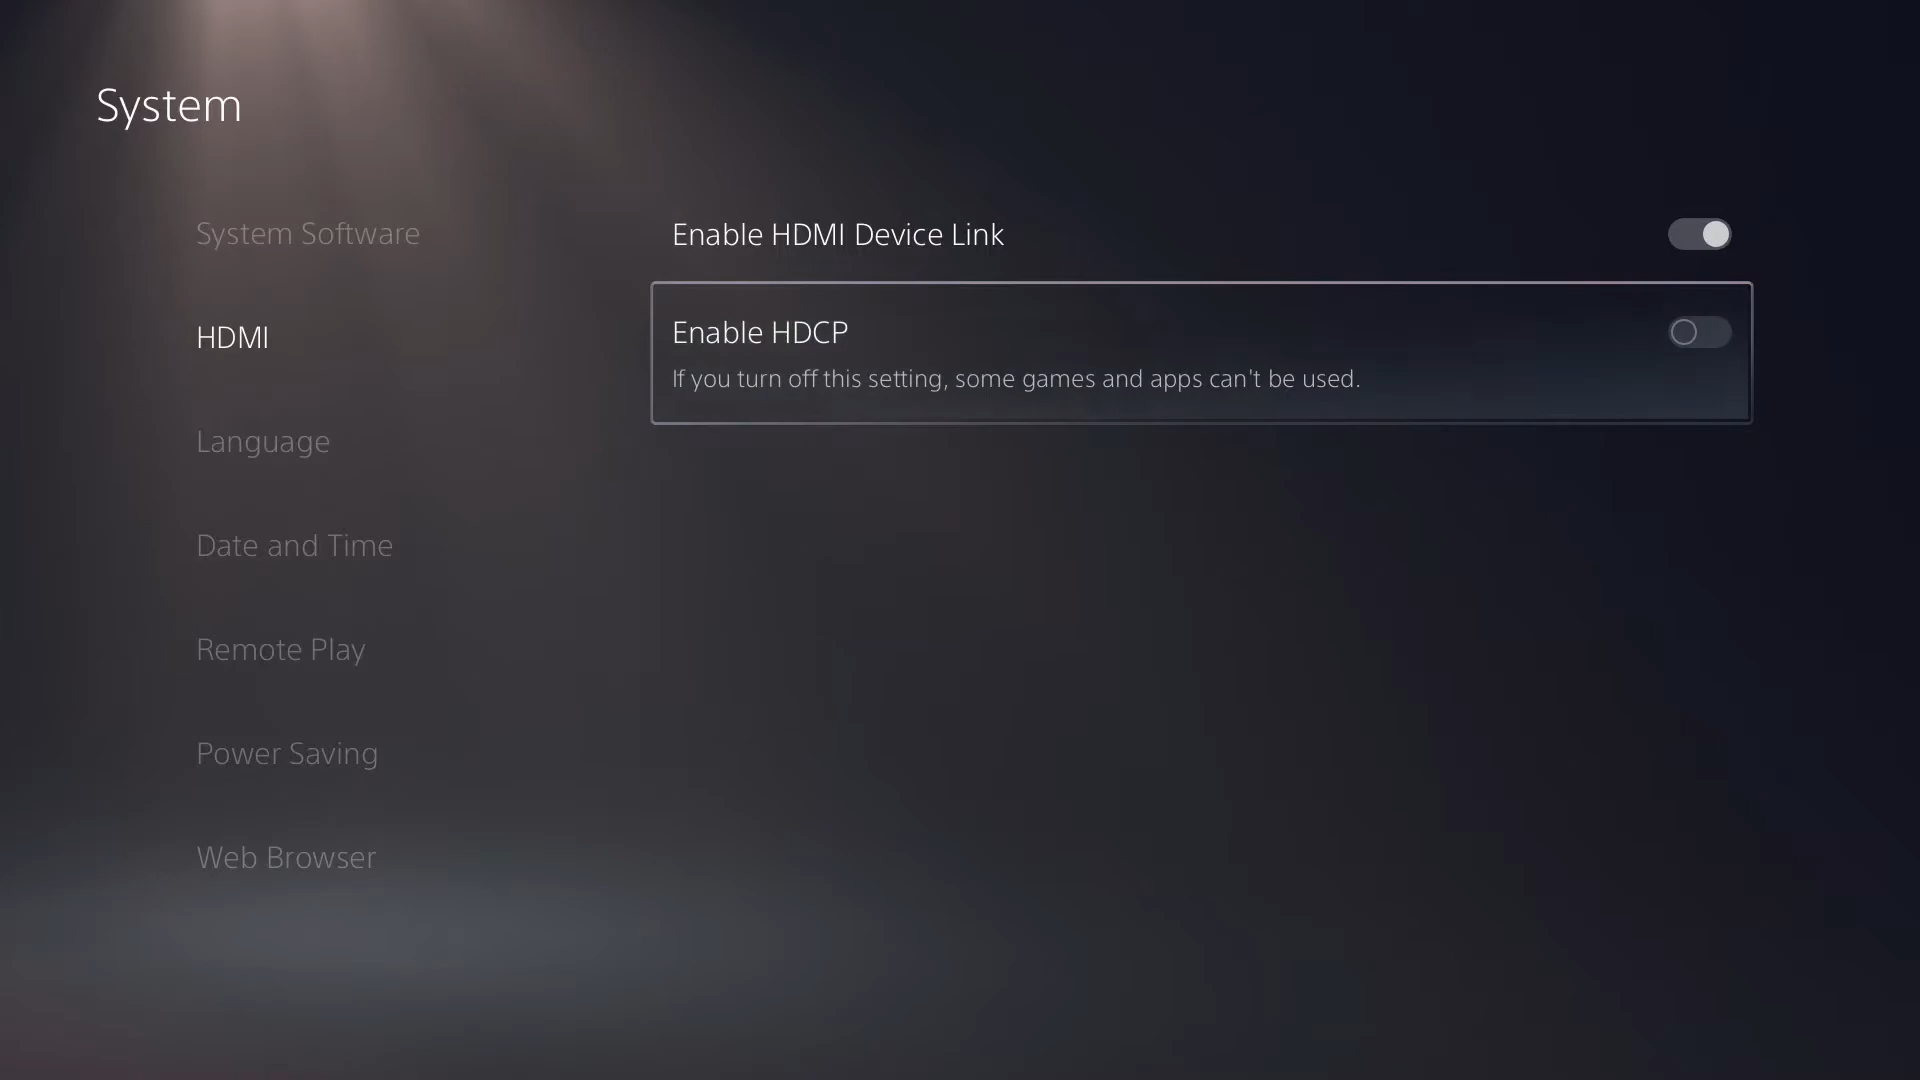 System
System Software
HDMI
Language
Date and Time
Remote Play
Power Saving
Web Browser
Enable HDMI Device Link
Enable HDCP
If you turn off this setting, some games and apps can't be used.